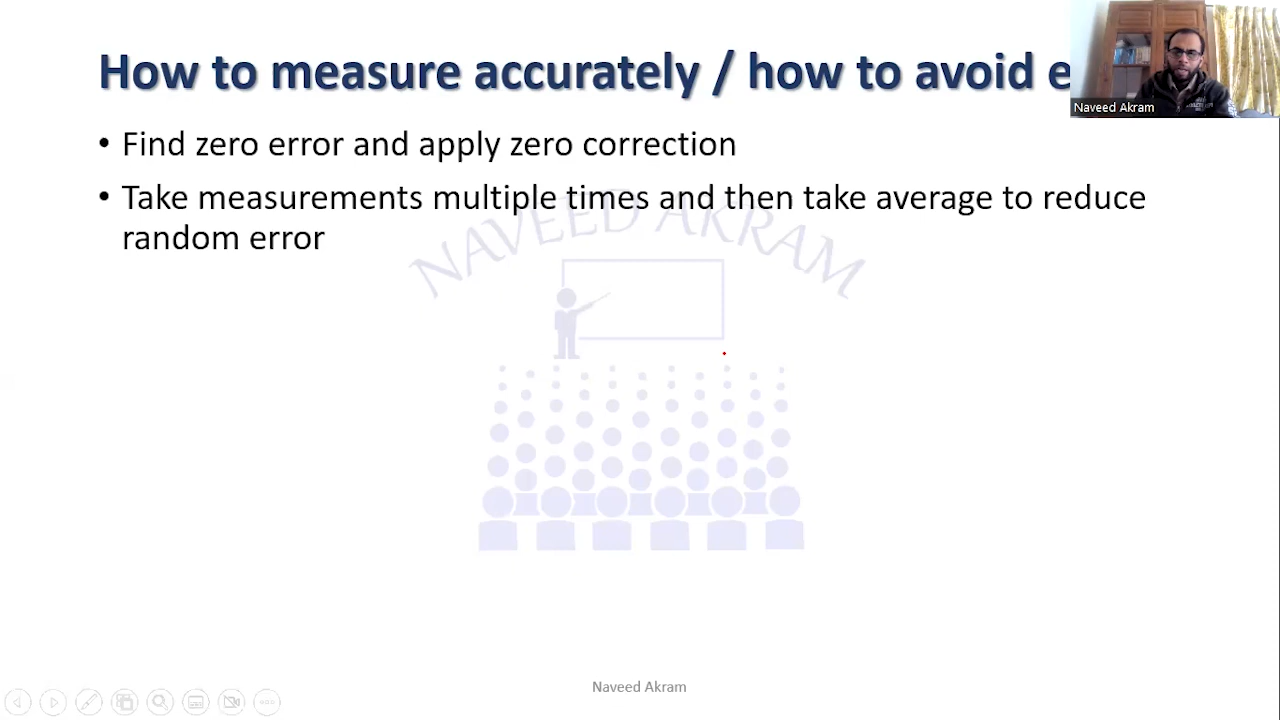 How to measure accurately / how to avoid e
Naveed Akram
• Find zero error and apply zero correction
• Take measurements multiple times and then take average to reduce
random error
NAVEED AKRAM
Naveed Akram